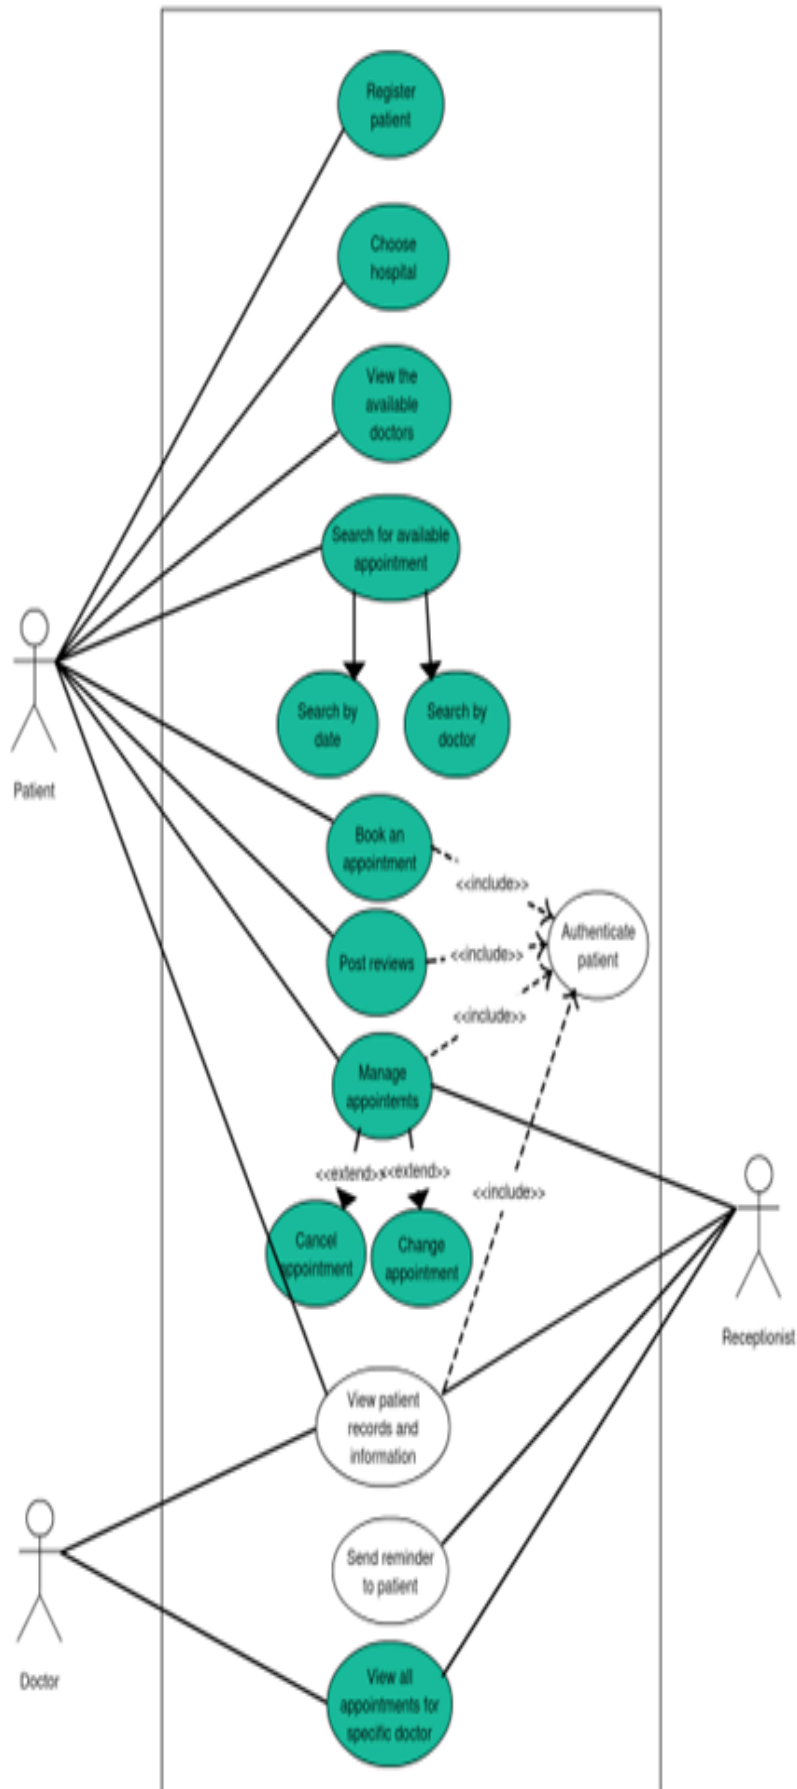 Register
patient
Choose
hospital
View the
available
doctors
Search for available
appointment
Search by
date
Search by
doctor
Patient
Book an
appointment
<<include>>
Authenticate
patient
Post reviews
<<include>>
<<include>>
Manage
appointemts
<<extend>>
<<extend>>
<<include>>
Cancel
appointment
Change
appointment
Receptionist
View patient
records and
information
Send reminder
to patient
Doctor
View all
appointments for
specific doctor